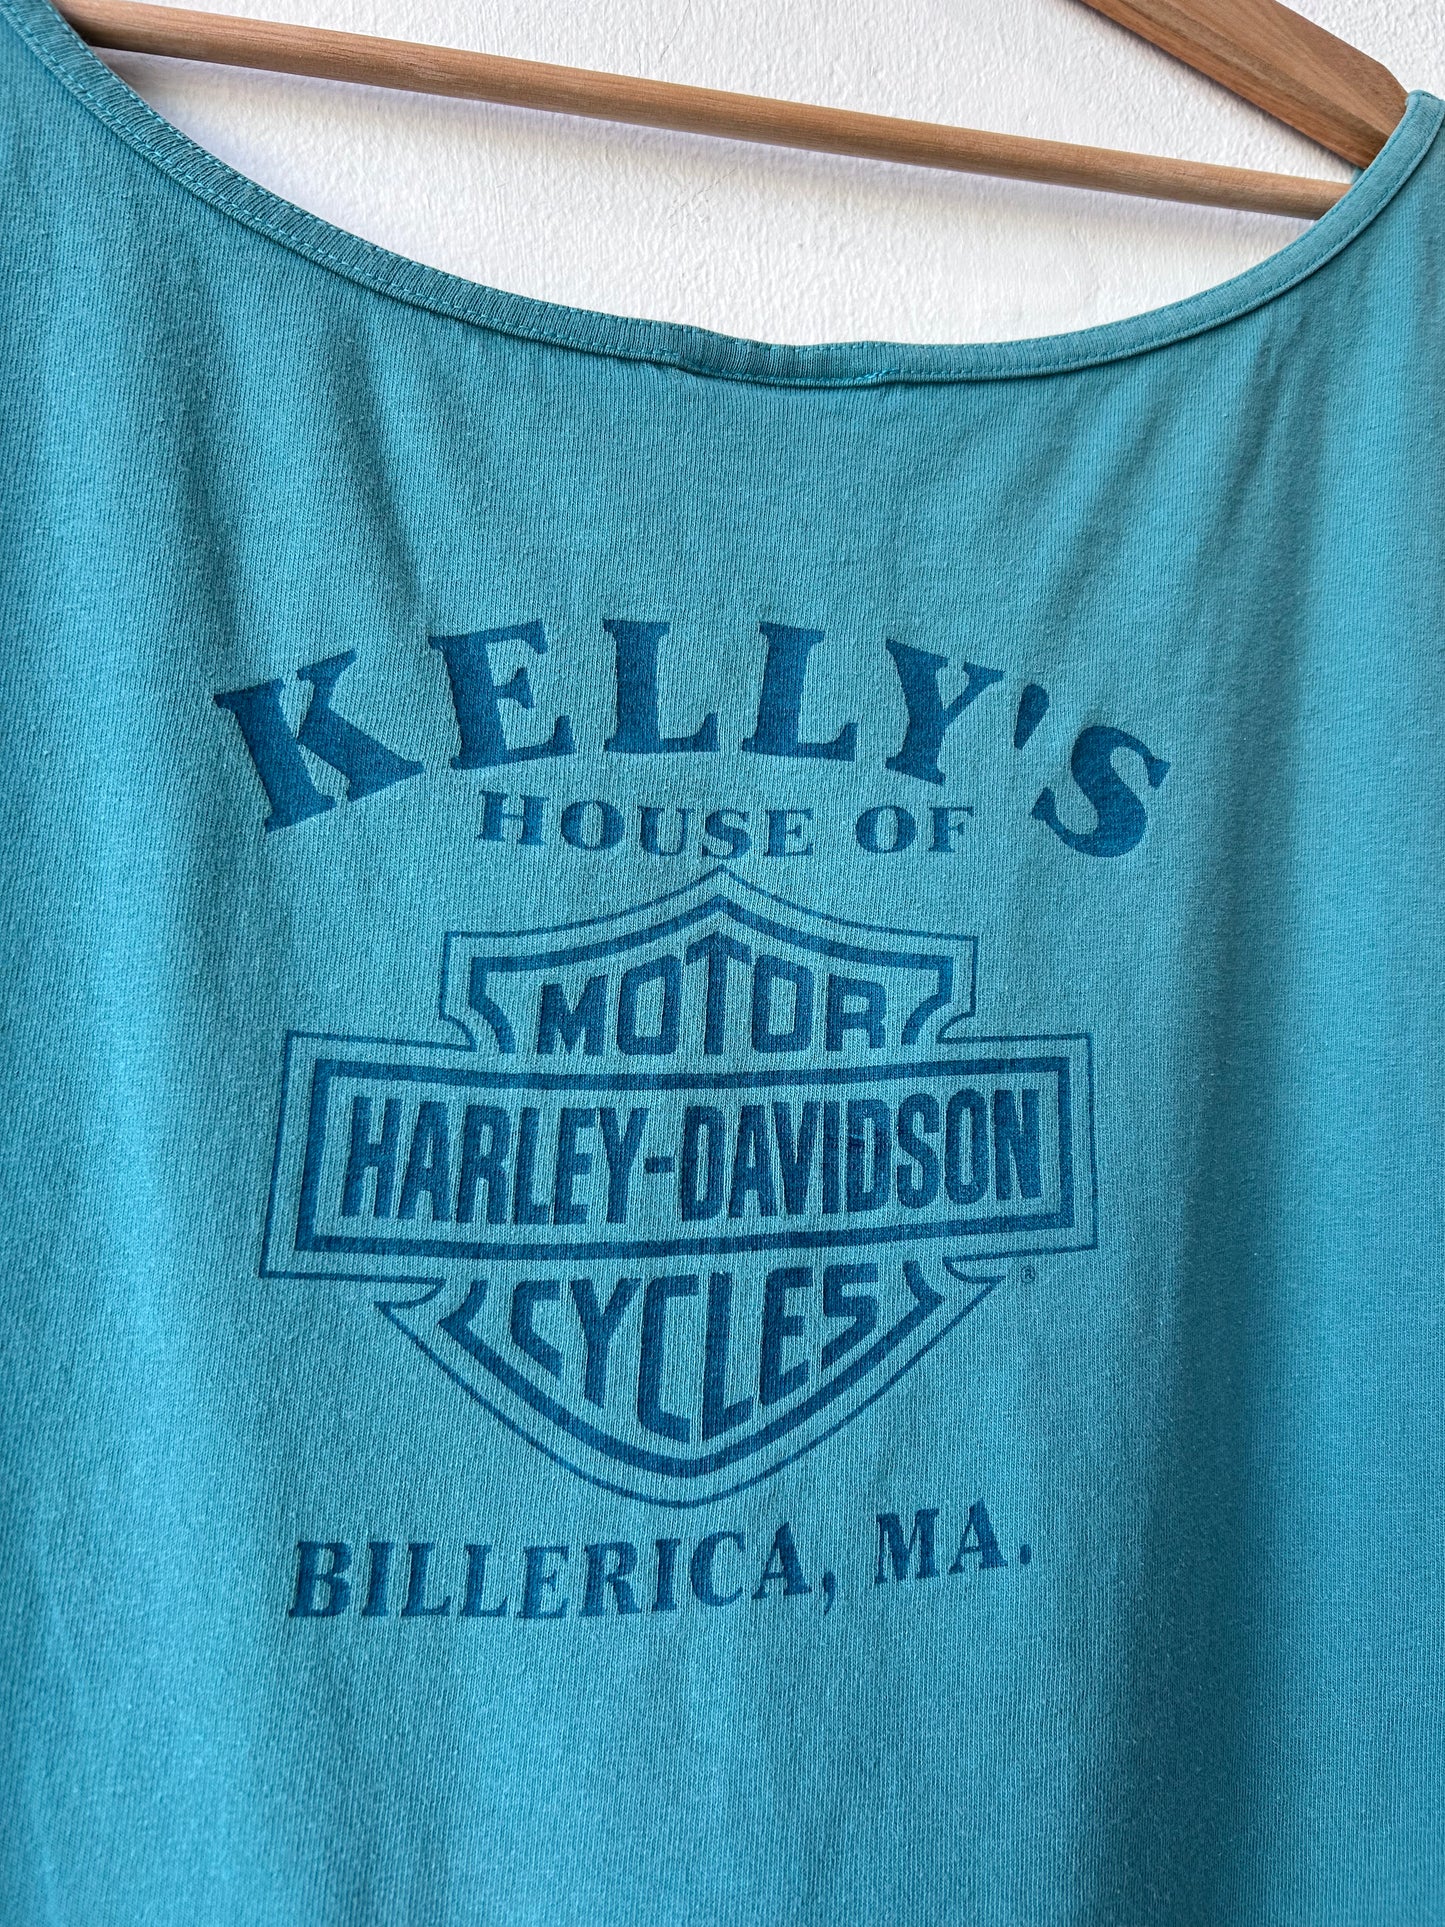 KELLY'S
HOUSE OF
MOTOR
HARLEY-DAVIDSON
CYCLES
®
BILLERICA, MA.